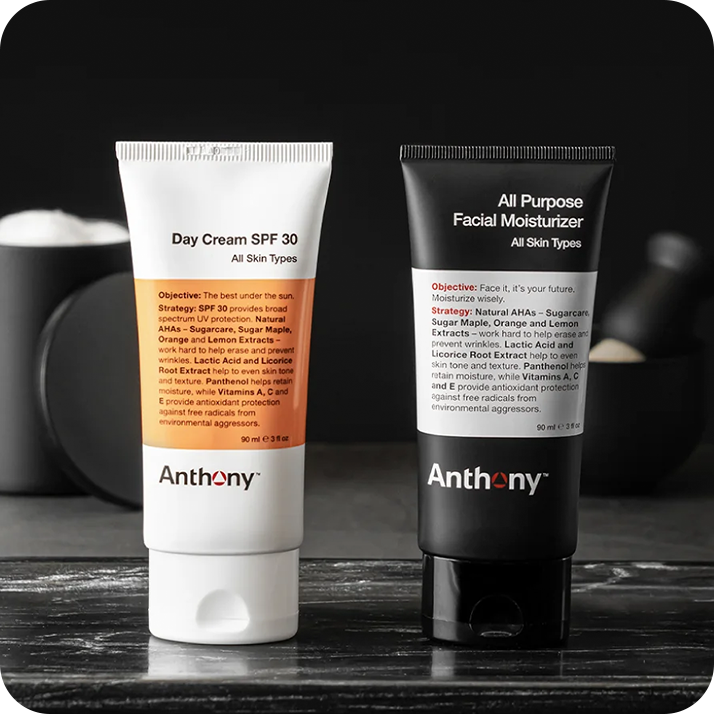 Day Cream SPF 30
All Skin Types
Objective: The best under the sun.
Strategy: SPF 30 provides broad
spectrum UV protection. Natural
AHAs – Sugarcare, Sugar Maple,
Orange and Lemon Extracts –
work hard to help erase and prevent
wrinkles. Lactic Acid and Licorice
Root Extract help to even skin tone
and texture. Panthenol helps retain
moisture, while Vitamins A, C and
E provide antioxidant protection
against free radicals from
environmental aggressors.
90 ml ℮ 3 fl oz
Anthony™
All Purpose
Facial Moisturizer
All Skin Types
Objective: Face it, it's your future.
Moisturize wisely.
Strategy: Natural AHAs – Sugarcare,
Sugar Maple, Orange and Lemon
Extracts – work hard to help erase and
prevent wrinkles. Lactic Acid and
Licorice Root Extract help to even
skin tone and texture. Panthenol helps
retain moisture, while Vitamins A, C
and E provide antioxidant protection
against free radicals from
environmental aggressors.
90 ml ℮ 3 fl oz
Anthony™